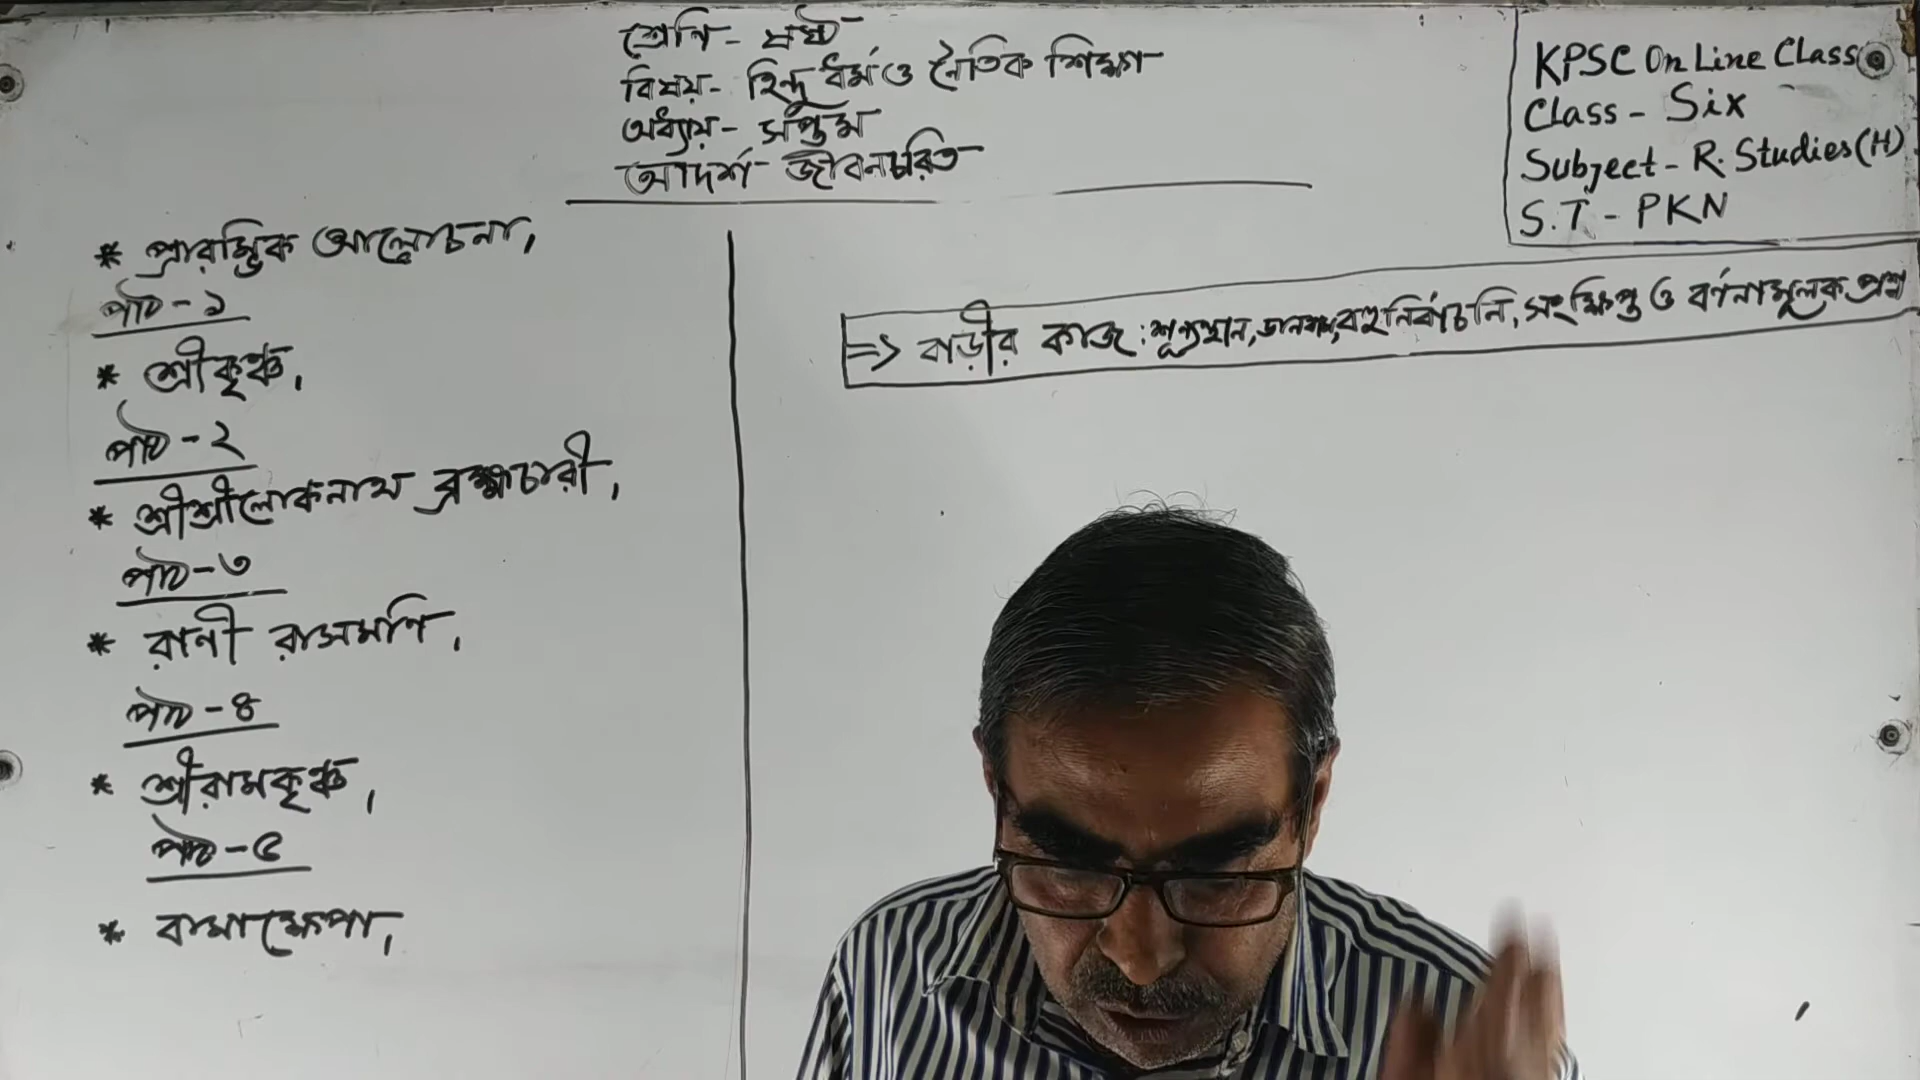 শ্রেণি - ষষ্ঠ
বিষয় - হিন্দু ধর্ম ও নৈতিক শিক্ষা
অধ্যায় - সপ্তম
আদর্শ জীবনচরিত
KPSC On Line Class
Class - Six
Subject - R. Studies (H)
S.T - PKN
* প্রারম্ভিক আলোচনা,
পাঠ - ১
* শ্রীকৃষ্ণ,
পাঠ - ২
* শ্রীশ্রীলোকনাথ ব্রহ্মচারী,
পাঠ - ৩
* রাণী রাসমণি,
পাঠ - ৪
* শ্রীরামকৃষ্ণ,
পাঠ - ৫
* বামাক্ষেপা,
=> বাড়ীর কাজ : শূণ্যস্থান, ডানবাম, বহুনির্বাচনি, সংক্ষিপ্ত ও বর্ণনামূলক প্রশ্ন